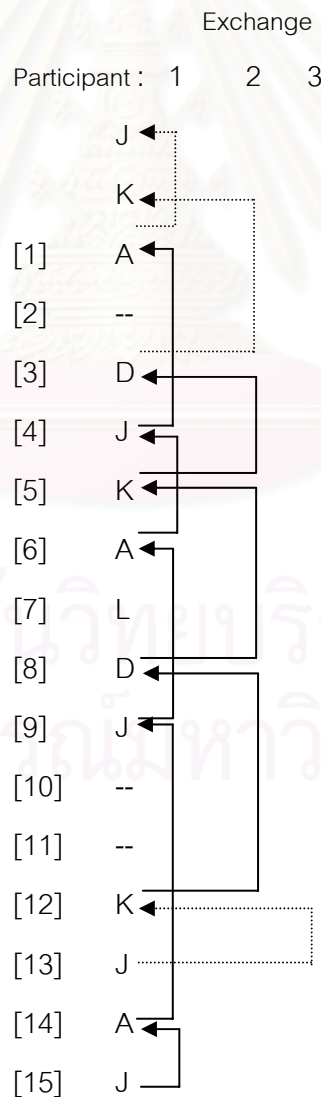 Exchange
Participant : 1 2 3
J
K
[1] A
[2] --
[3] D
[4] J
[5] K
[6] A
[7] L
[8] D
[9] J
[10] --
[11] --
[12] K
[13] J
[14] A
[15] J